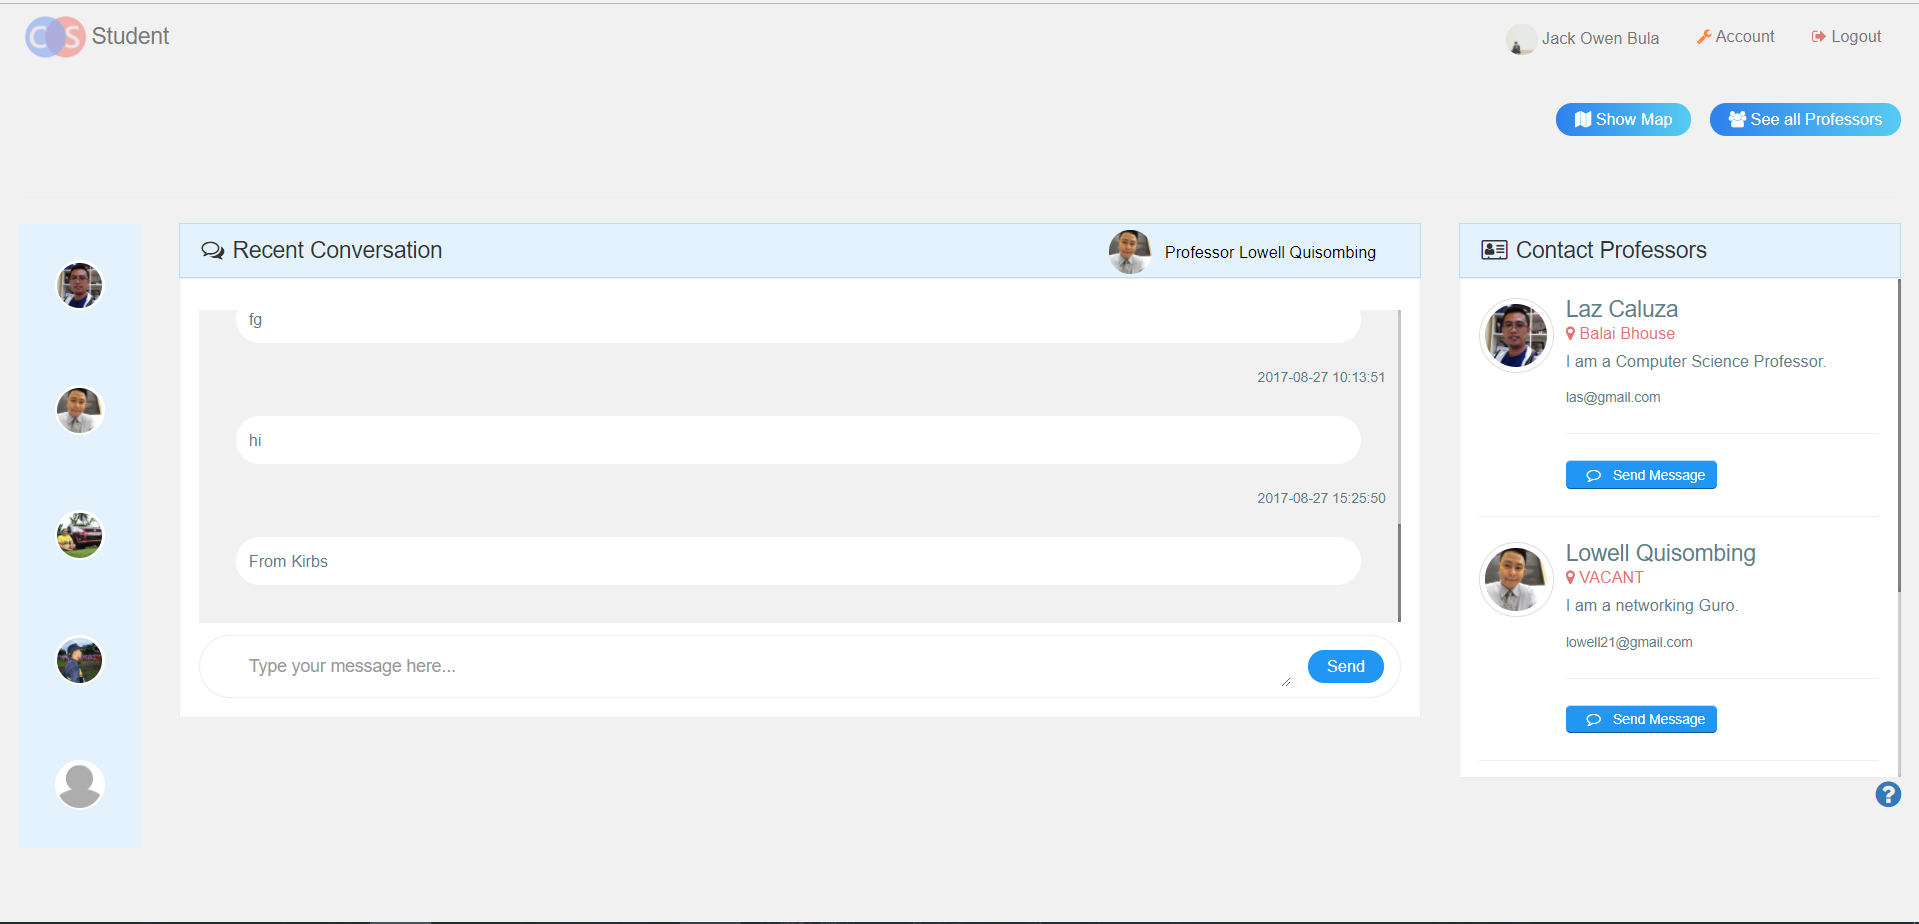 CS Student
Jack Owen Bula
Account
Logout
Show Map
See all Professors
Recent Conversation
Professor Lowell Quisombing
fg
2017-08-27 10:13:51
hi
2017-08-27 15:25:50
From Kirbs
Type your message here...
Send
Contact Professors
Laz Caluza
Balai Bhouse
I am a Computer Science Professor.
las@gmail.com
Send Message
Lowell Quisombing
VACANT
I am a networking Guro.
lowell21@gmail.com
Send Message
?